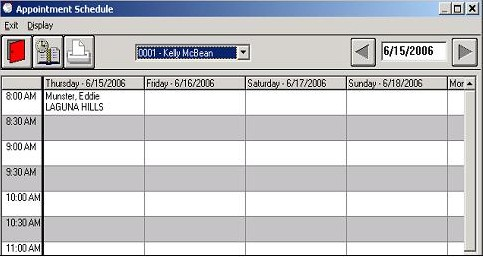 Appointment Schedule
Exit Display
0001 - Kelly McBean
6/15/2006
Thursday - 6/15/2006 Friday - 6/16/2006 Saturday - 6/17/2006 Sunday - 6/18/2006 Mor
8:00 AM Munster, Eddie
LAGUNA HILLS
8:30 AM
9:00 AM
9:30 AM
10:00 AM
10:30 AM
11:00 AM